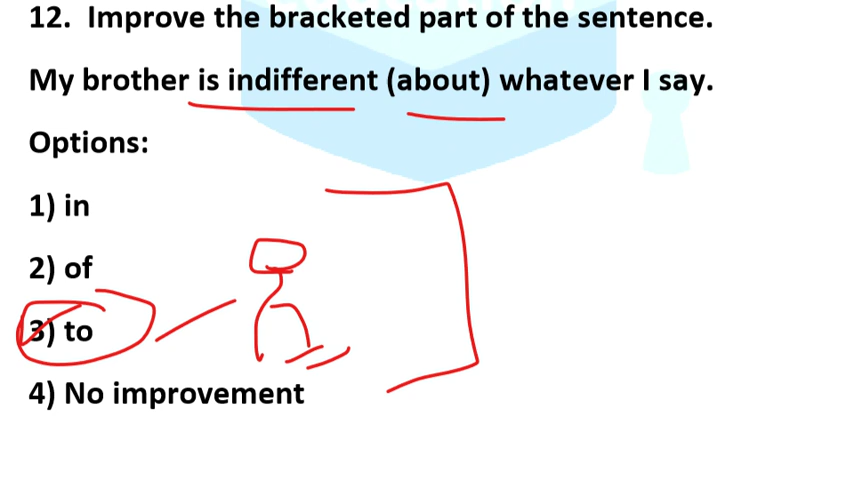 12. Improve the bracketed part of the sentence.
My brother is indifferent (about) whatever I say.
Options:
1) in
2) of
3) to
4) No improvement